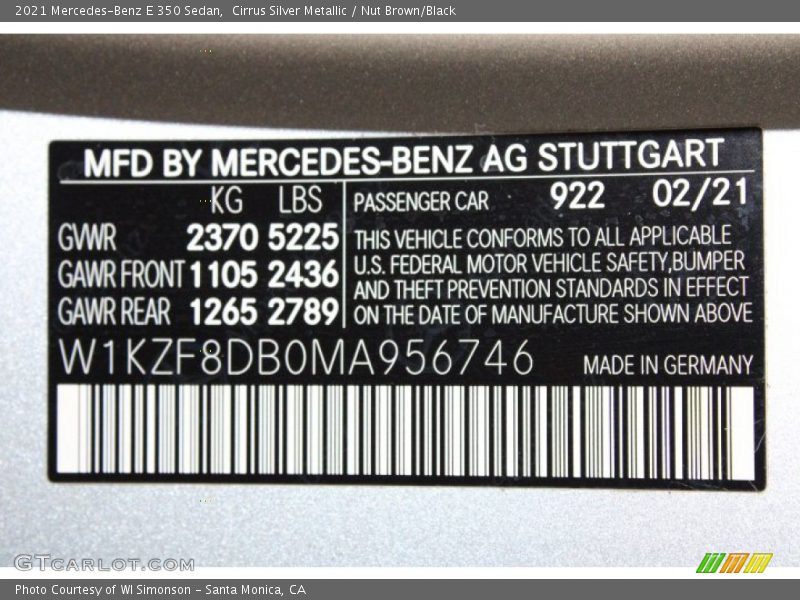 2021 Mercedes-Benz E 350 Sedan,  Cirrus Silver Metallic / Nut Brown/Black
MFD BY MERCEDES-BENZ AG STUTTGART
KG LBS PASSENGER CAR 922 02/21
GVWR 2370 5225
GAWR FRONT 1105 2436
GAWR REAR 1265 2789
THIS VEHICLE CONFORMS TO ALL APPLICABLE
U.S. FEDERAL MOTOR VEHICLE SAFETY,BUMPER
AND THEFT PREVENTION STANDARDS IN EFFECT
ON THE DATE OF MANUFACTURE SHOWN ABOVE
W1KZF8DB0MA956746 MADE IN GERMANY
GTCARLOT.COM
Photo Courtesy of WI Simonson - Santa Monica, CA